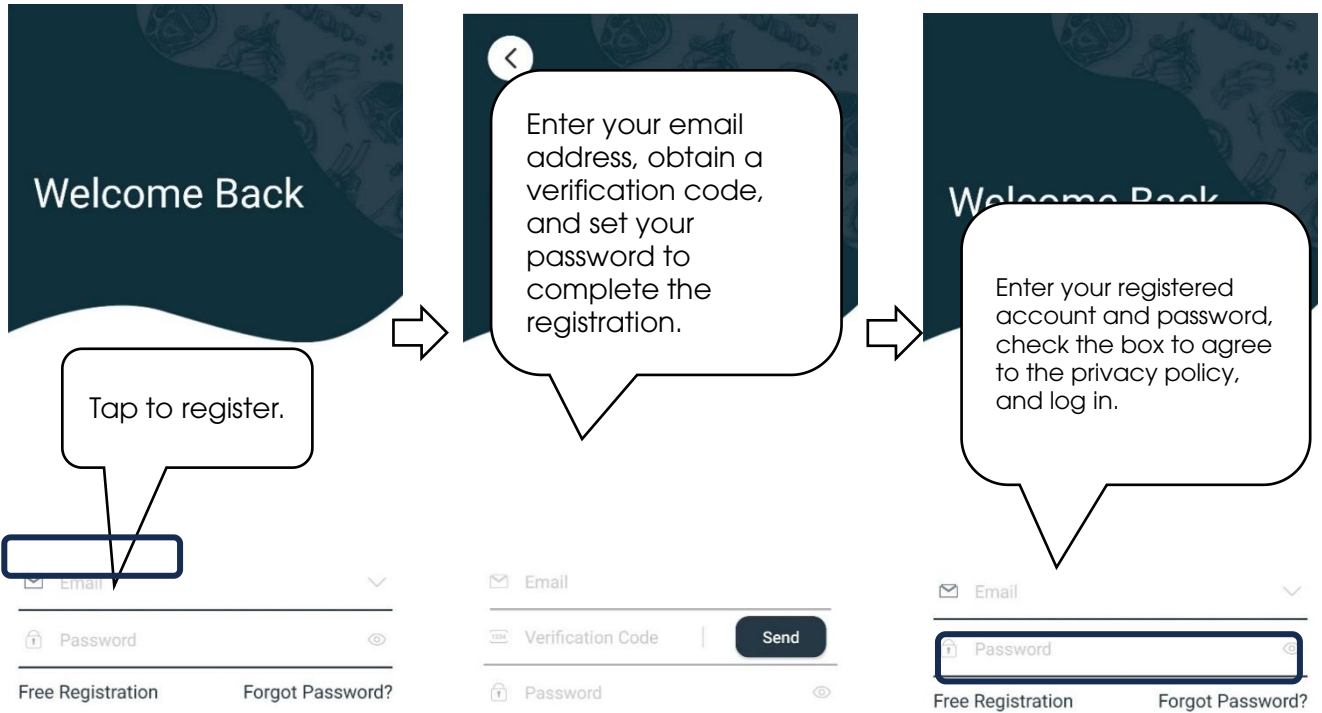 Welcome Back
Tap to register.
Email
Password
Free Registration
Forgot Password?
Enter your email
address, obtain a
verification code,
and set your
password to
complete the
registration.
Email
Verification Code
Send
Password
Welcome Back
Enter your registered
account and password,
check the box to agree
to the privacy policy,
and log in.
Email
Password
Free Registration
Forgot Password?